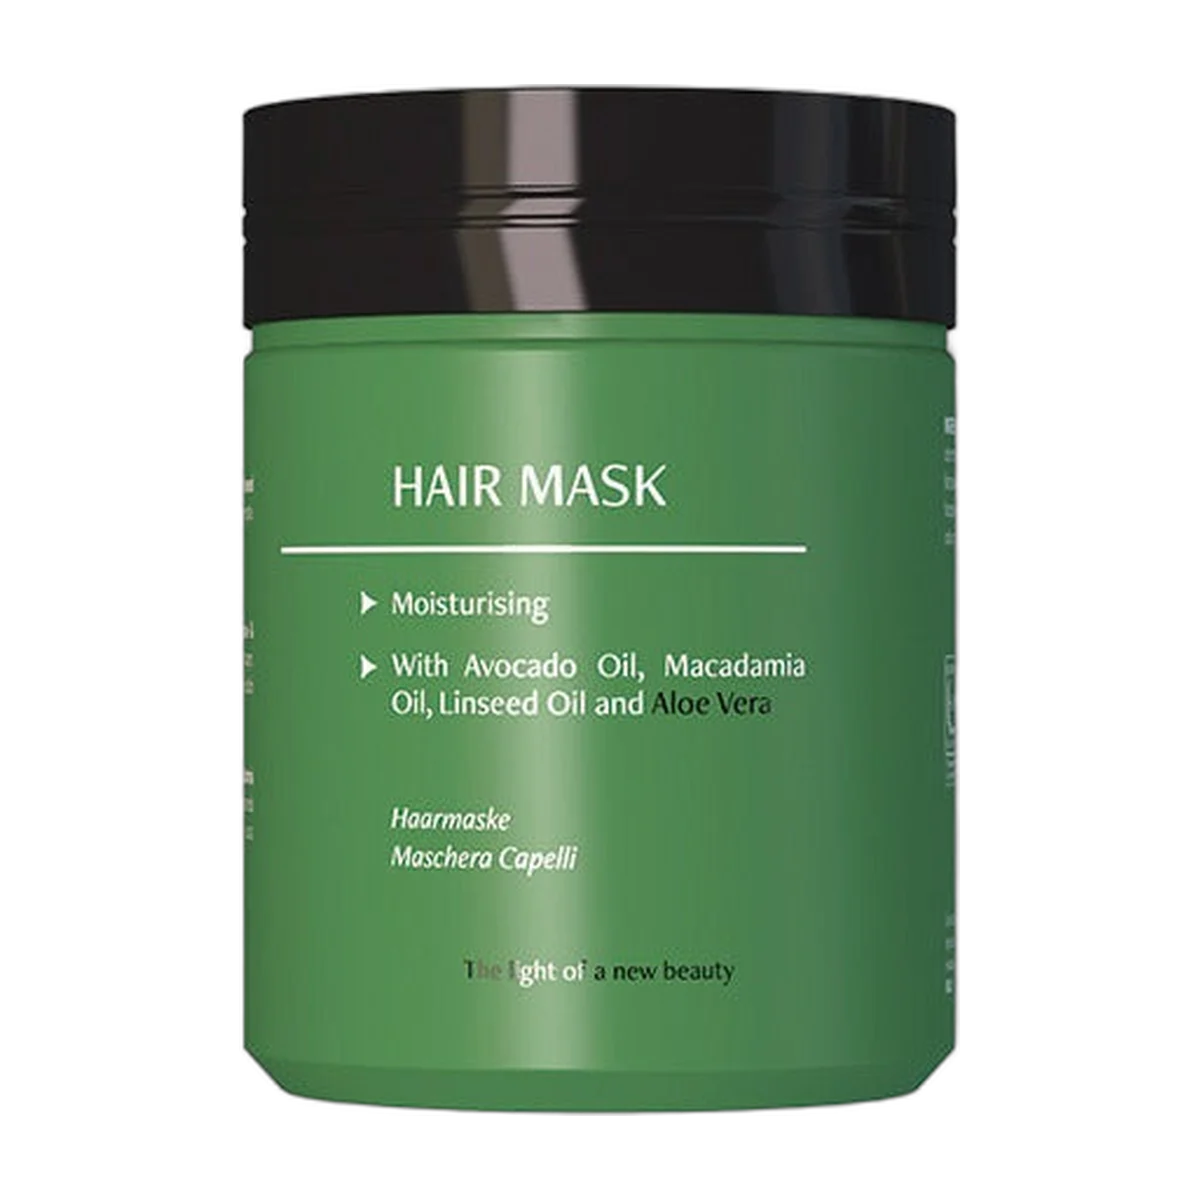 HAIR MASK
Moisturising
With Avocado Oil, Macadamia
Oil, Linseed Oil and Aloe Vera
Haarmaske
Maschera Capelli
The light of a new beauty